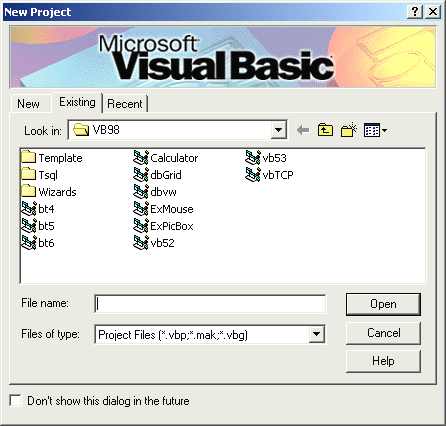 New Project
Microsoft
Visual Basic
New Existing Recent
Look in: VB98
Template Calculator vb53
Tsql dbGrid vbTCP
Wizards dbvw
bt4 ExMouse
bt5 ExPicBox
bt6 vb52
File name: Open
Files of type: Project Files (*.vbp;*.mak;*.vbg) Cancel
Help
Don't show this dialog in the future